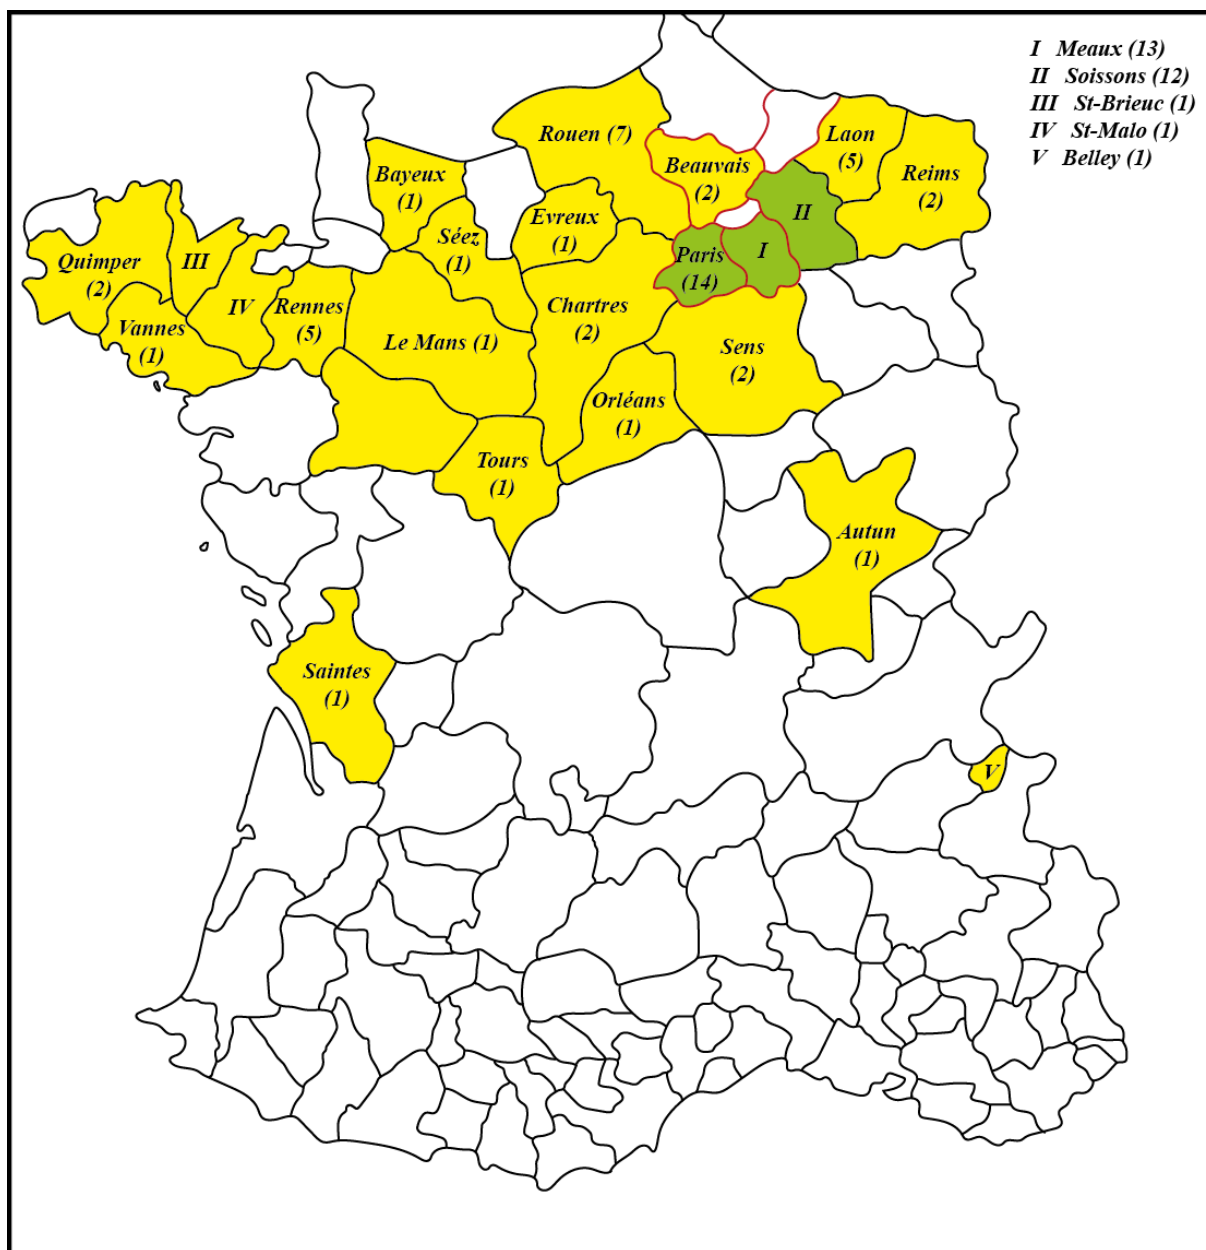 I Meaux (13)
II Soissons (12)
III St-Brieuc (1)
IV St-Malo (1)
V Belley (1)
Rouen (7)
Laon
(5)
Beauvais
(2)
Reims
(2)
Bayeux
(1)
II
Evreux
(1)
Séez
(1)
Paris
(14)
I
Quimper
(2)
III
IV
Rennes
(5)
Vannes
(1)
Le Mans (1)
Chartres
(2)
Sens
(2)
Orléans
(1)
Tours
(1)
Autun
(1)
Saintes
(1)
V